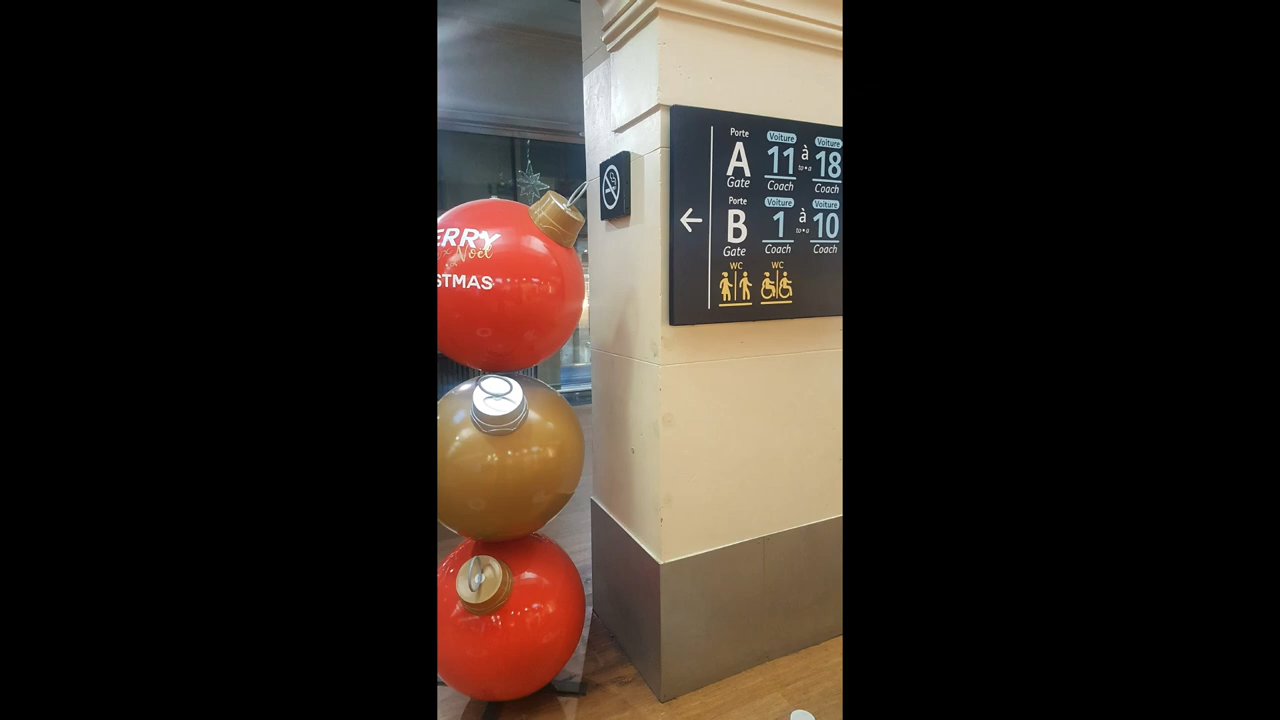 ERRY
Noël
STMAS
Porte Voiture Voiture
A 11 à 18
to • a
Gate Coach Coach
Porte Voiture Voiture
B 1 à 10
to • a
Gate Coach Coach
WC WC